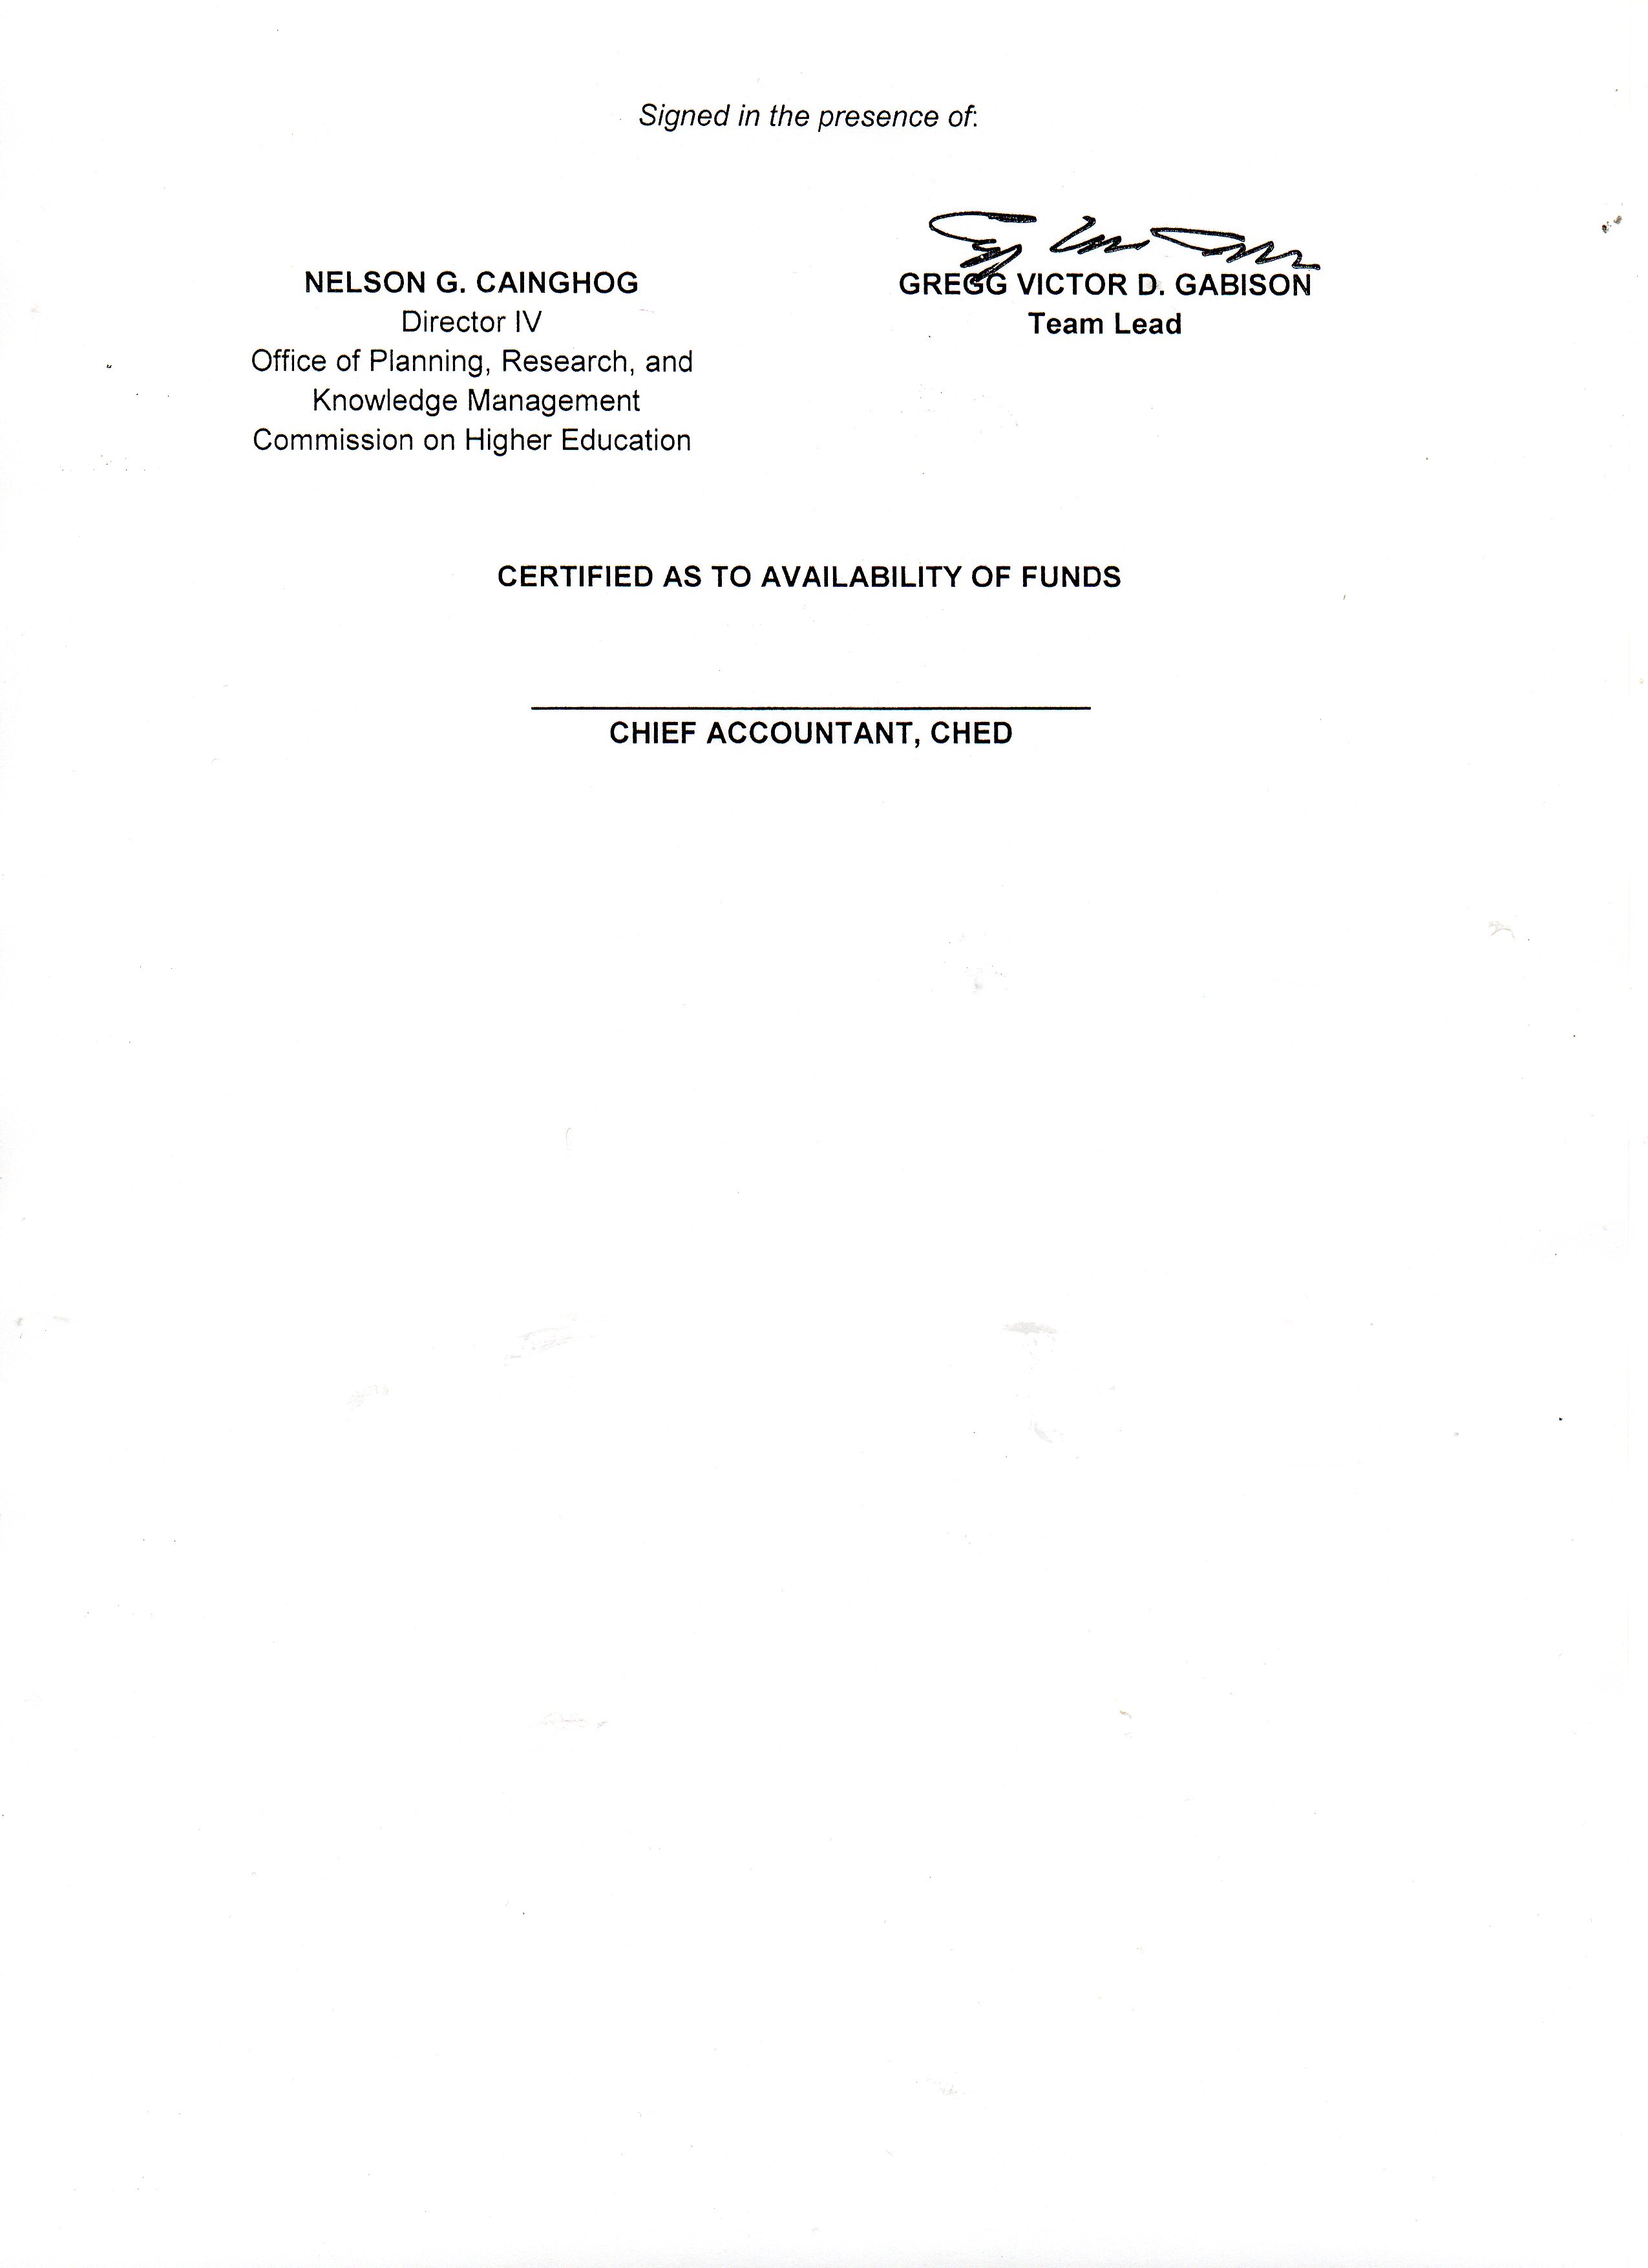 Signed in the presence of:
NELSON G. CAINGHOG
Director IV
Office of Planning, Research, and
Knowledge Management
Commission on Higher Education
GREGG VICTOR D. GABISON
Team Lead
CERTIFIED AS TO AVAILABILITY OF FUNDS
CHIEF ACCOUNTANT, CHED